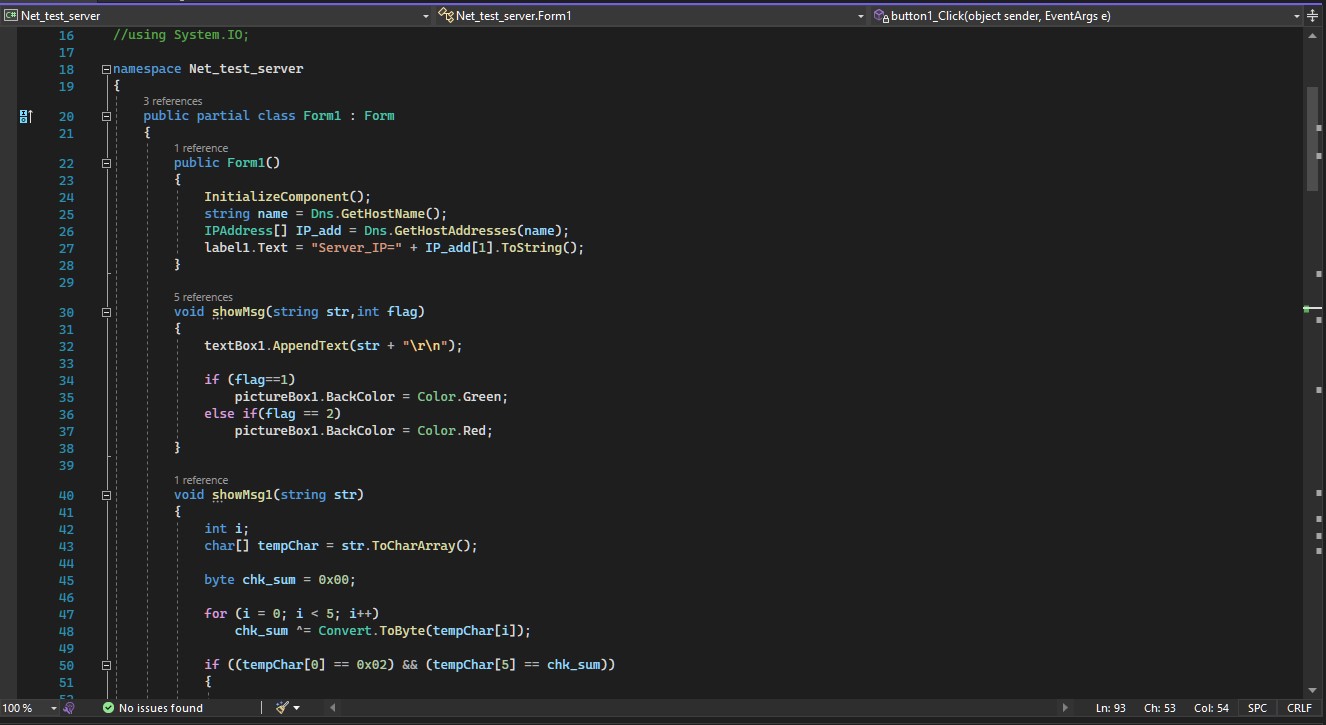 C# Net_test_server Net_test_server.Form1 button1_Click(object sender, EventArgs e)
16 //using System.IO;
17
18 namespace Net_test_server
19 {
3 references
20 public partial class Form1 : Form
21 {
1 reference
22 public Form1()
23 {
24 InitializeComponent();
25 string name = Dns.GetHostName();
26 IPAddress[] IP_add = Dns.GetHostAddresses(name);
27 label1.Text = "Server_IP=" + IP_add[1].ToString();
28 }
29
5 references
30 void showMsg(string str,int flag)
31 {
32 textBox1.AppendText(str + "\r\n");
33
34 if (flag==1)
35 pictureBox1.BackColor = Color.Green;
36 else if(flag == 2)
37 pictureBox1.BackColor = Color.Red;
38 }
39
1 reference
40 void showMsg1(string str)
41 {
42 int i;
43 char[] tempChar = str.ToCharArray();
44
45 byte chk_sum = 0x00;
46
47 for (i = 0; i < 5; i++)
48 chk_sum ^= Convert.ToByte(tempChar[i]);
49
50 if ((tempChar[0] == 0x02) && (tempChar[5] == chk_sum))
51 {
52
100 % No issues found Ln: 93 Ch: 53 Col: 54 SPC CRLF